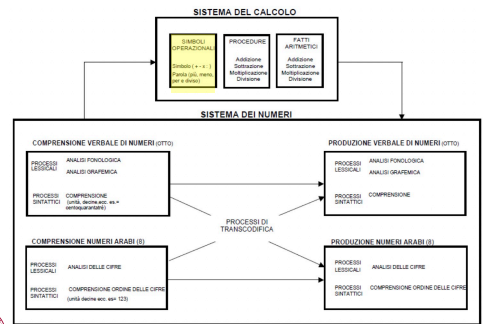 SISTEMA DEL CALCOLO
SIMBOLI
OPERAZIONALI
Simbolo ( + - x : )
Parola (più, meno,
per e diviso)
PROCEDURE
Addizione
Sottrazione
Moltiplicazione
Divisione
FATTI
ARITMETICI
Addizione
Sottrazione
Moltiplicazione
Divisione
SISTEMA DEI NUMERI
COMPRENSIONE VERBALE DI NUMERI (OTTO)
PROCESSI
LESSICALI
ANALISI FONOLOGICA
ANALISI GRAFEMICA
PROCESSI
SINTATTICI
COMPRENSIONE
(unità, decine,ecc. es.=
centoquarantatrè)
PRODUZIONE VERBALE DI NUMERI (OTTO)
PROCESSI
LESSICALI
ANALISI FONOLOGICA
ANALISI GRAFEMICA
PROCESSI
SINTATTICI
COMPRENSIONE
PROCESSI DI
TRANSCODIFICA
COMPRENSIONE NUMERI ARABI (8)
PROCESSI
LESSICALI
ANALISI DELLE CIFRE
PROCESSI
SINTATTICI
COMPRENSIONE ORDINE DELLE CIFRE
(unità decine ecc. es= 123)
PRODUZIONE NUMERI ARABI (8)
PROCESSI
LESSICALI
ANALISI DELLE CIFRE
PROCESSI
SINTATTICI
COMPRENSIONE ORDINE DELLE CIFRE